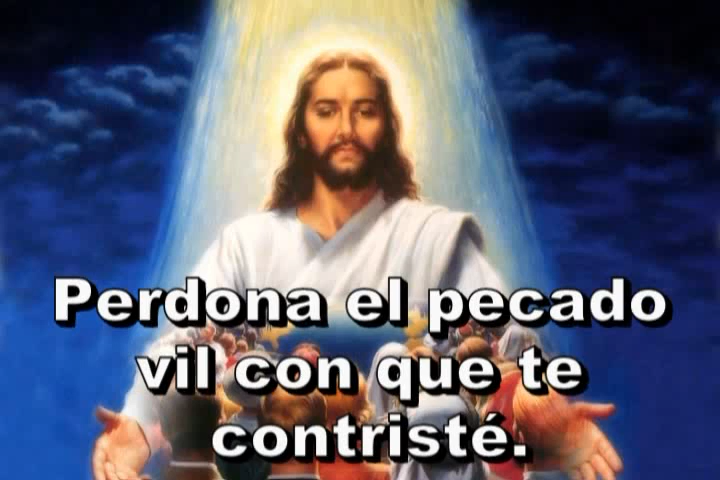 Perdona el pecado
vil con que te
contristé.